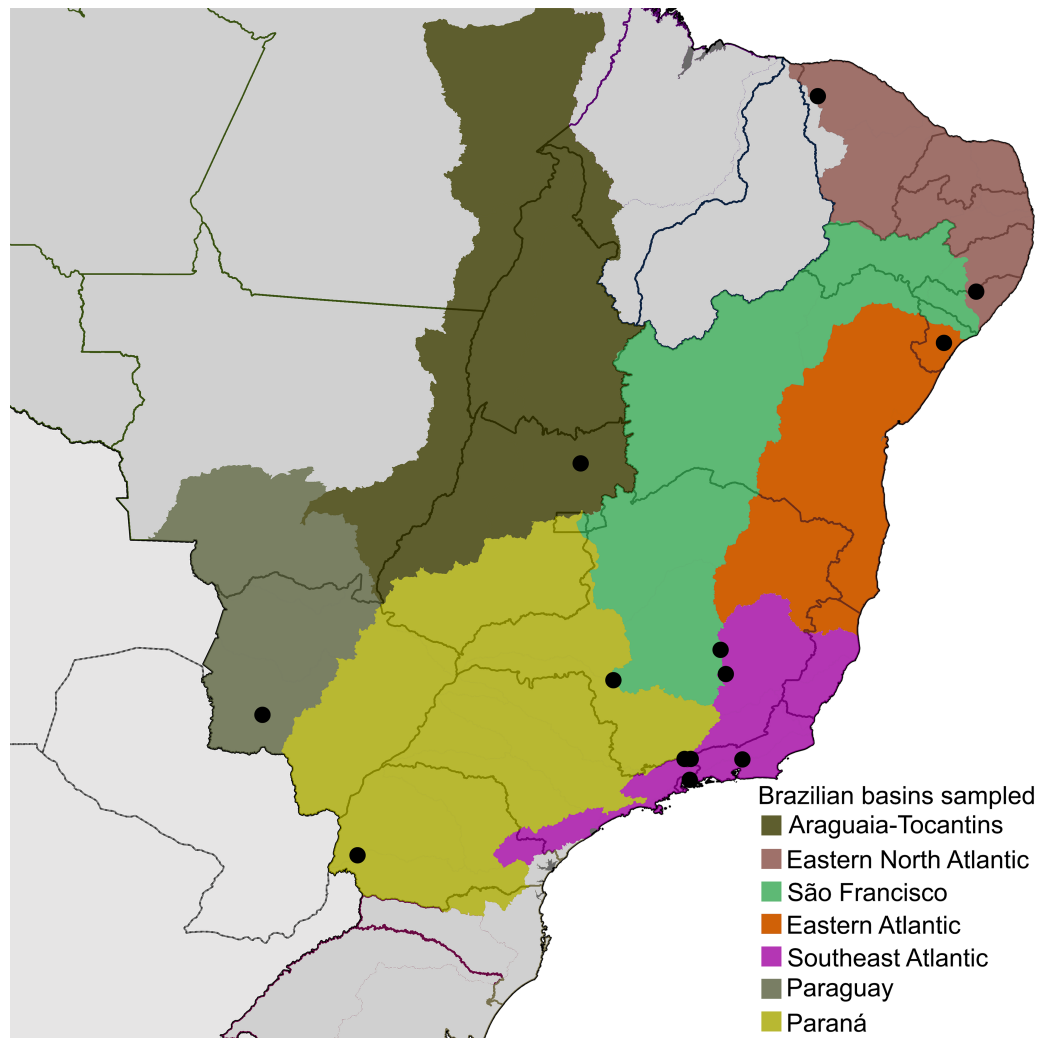 Brazilian basins sampled
Araguaia-Tocantins
Eastern North Atlantic
São Francisco
Eastern Atlantic
Southeast Atlantic
Paraguay
Paraná